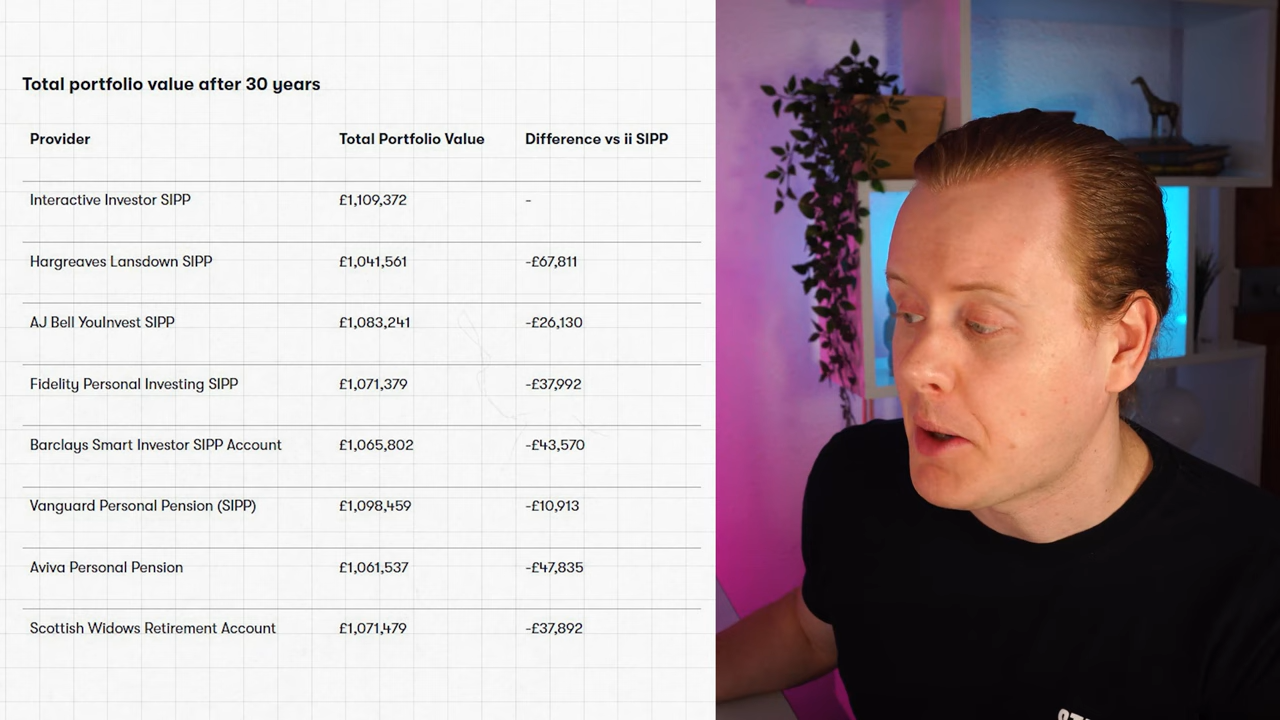 Total portfolio value after 30 years
Provider Total Portfolio Value Difference vs ii SIPP
Interactive Investor SIPP £1,109,372 -
Hargreaves Lansdown SIPP £1,041,561 -£67,811
AJ Bell YouInvest SIPP £1,083,241 -£26,130
Fidelity Personal Investing SIPP £1,071,379 -£37,992
Barclays Smart Investor SIPP Account £1,065,802 -£43,570
Vanguard Personal Pension (SIPP) £1,098,459 -£10,913
Aviva Personal Pension £1,061,537 -£47,835
Scottish Widows Retirement Account £1,071,479 -£37,892